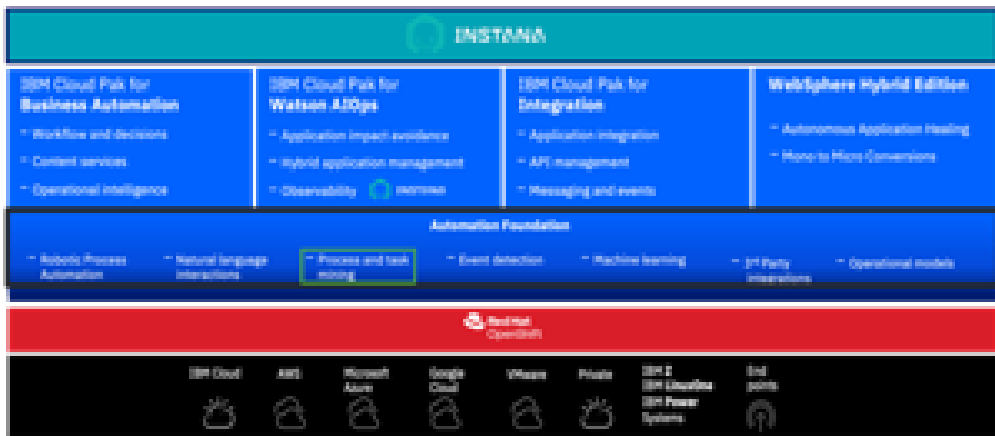 INSTANA
IBM Cloud Pak for
Business Automation
– Workflow and decisions
– Content services
– Operational intelligence
IBM Cloud Pak for
Watson AIOps
– Application impact avoidance
– Hybrid application management
– Observability INSTANA
IBM Cloud Pak for
Integration
– Application integration
– API management
– Messaging and events
WebSphere Hybrid Edition
– Autonomous Application Healing
– Mono to Micro Conversions
Automation Foundation
– Robotic Process
Automation
– Natural language
interactions
– Process and task
mining
– Event detection
– Machine learning
– 3rd Party
integrations
– Operational models
Red Hat
OpenShift
IBM Cloud
AWS
Microsoft
Azure
Google
Cloud
VMware
Private
IBM Z
IBM LinuxOne
IBM Power
Systems
End
points